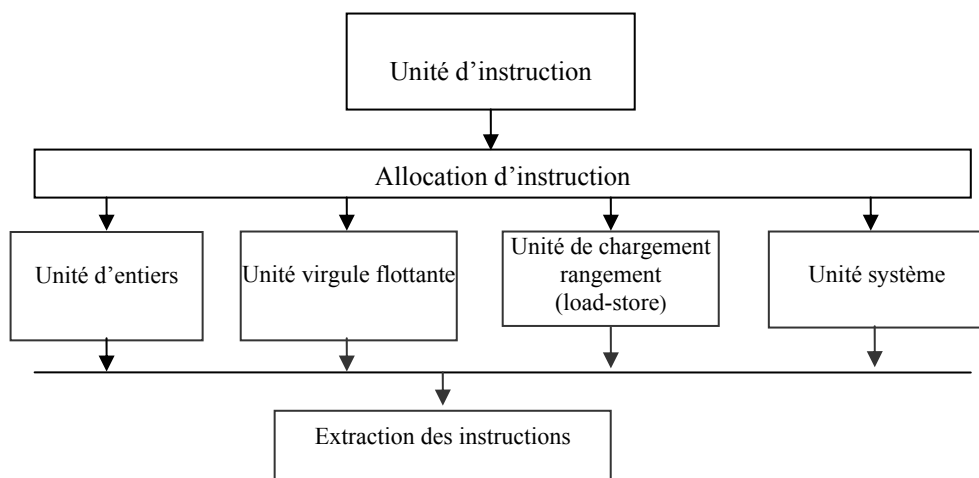 Unité d’instruction
Allocation d’instruction
Unité d’entiers
Unité virgule flottante
Unité de chargement
rangement
(load-store)
Unité système
Extraction des instructions